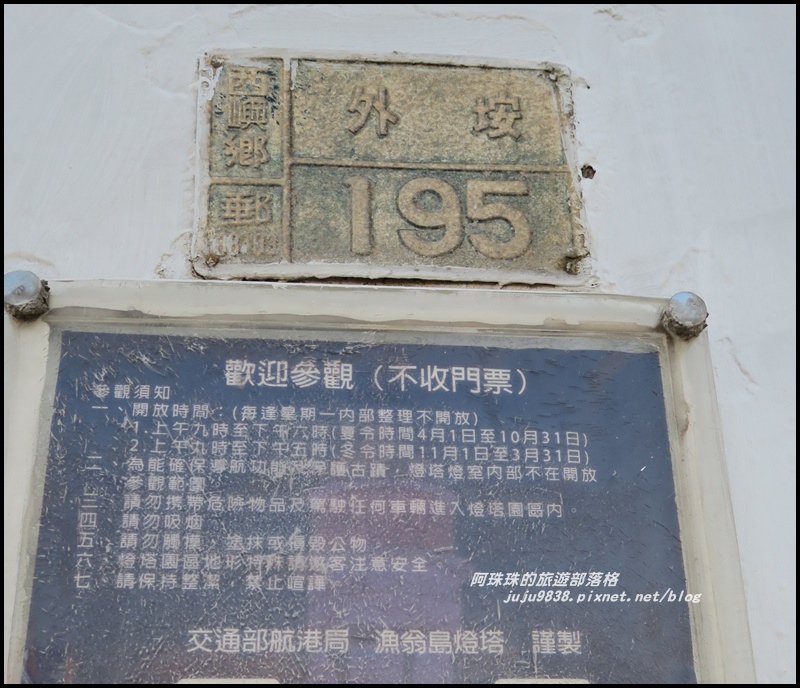 西嶼鄉
外垵
郵
195
歡迎參觀（不收門票）
參觀須知
一、開放時間：(每逢星期一內部整理不開放)
1.上午九時至下午六時(夏令時間4月1日至10月31日)
2.上午九時至下午五時(冬令時間11月1日至3月31日)
二、為能確保導航功能及保護古蹟，燈塔燈室內部不在開放
參觀範圍
三、請勿攜帶危險物品及駕駛任何車輛進入燈塔園區內。
四、請勿吸烟
五、請勿觸摸，塗抹或損毀公物
六、燈塔園區地形特殊請遊客注意安全。
七、請保持整潔，禁止喧譁
阿珠珠的旅遊部落格
juju9838.pixnet.net/blog
交通部航港局 漁翁島燈塔 謹製